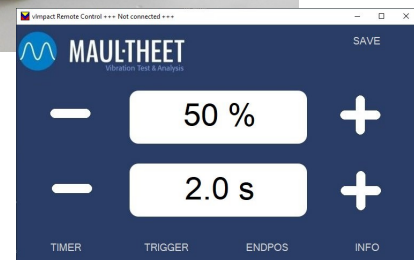 vImpact Remote Control +++ Not connected +++
SAVE
MAUL-THEET
Vibration Test & Analysis
50 %
2.0 s
TIMER TRIGGER ENDPOS INFO